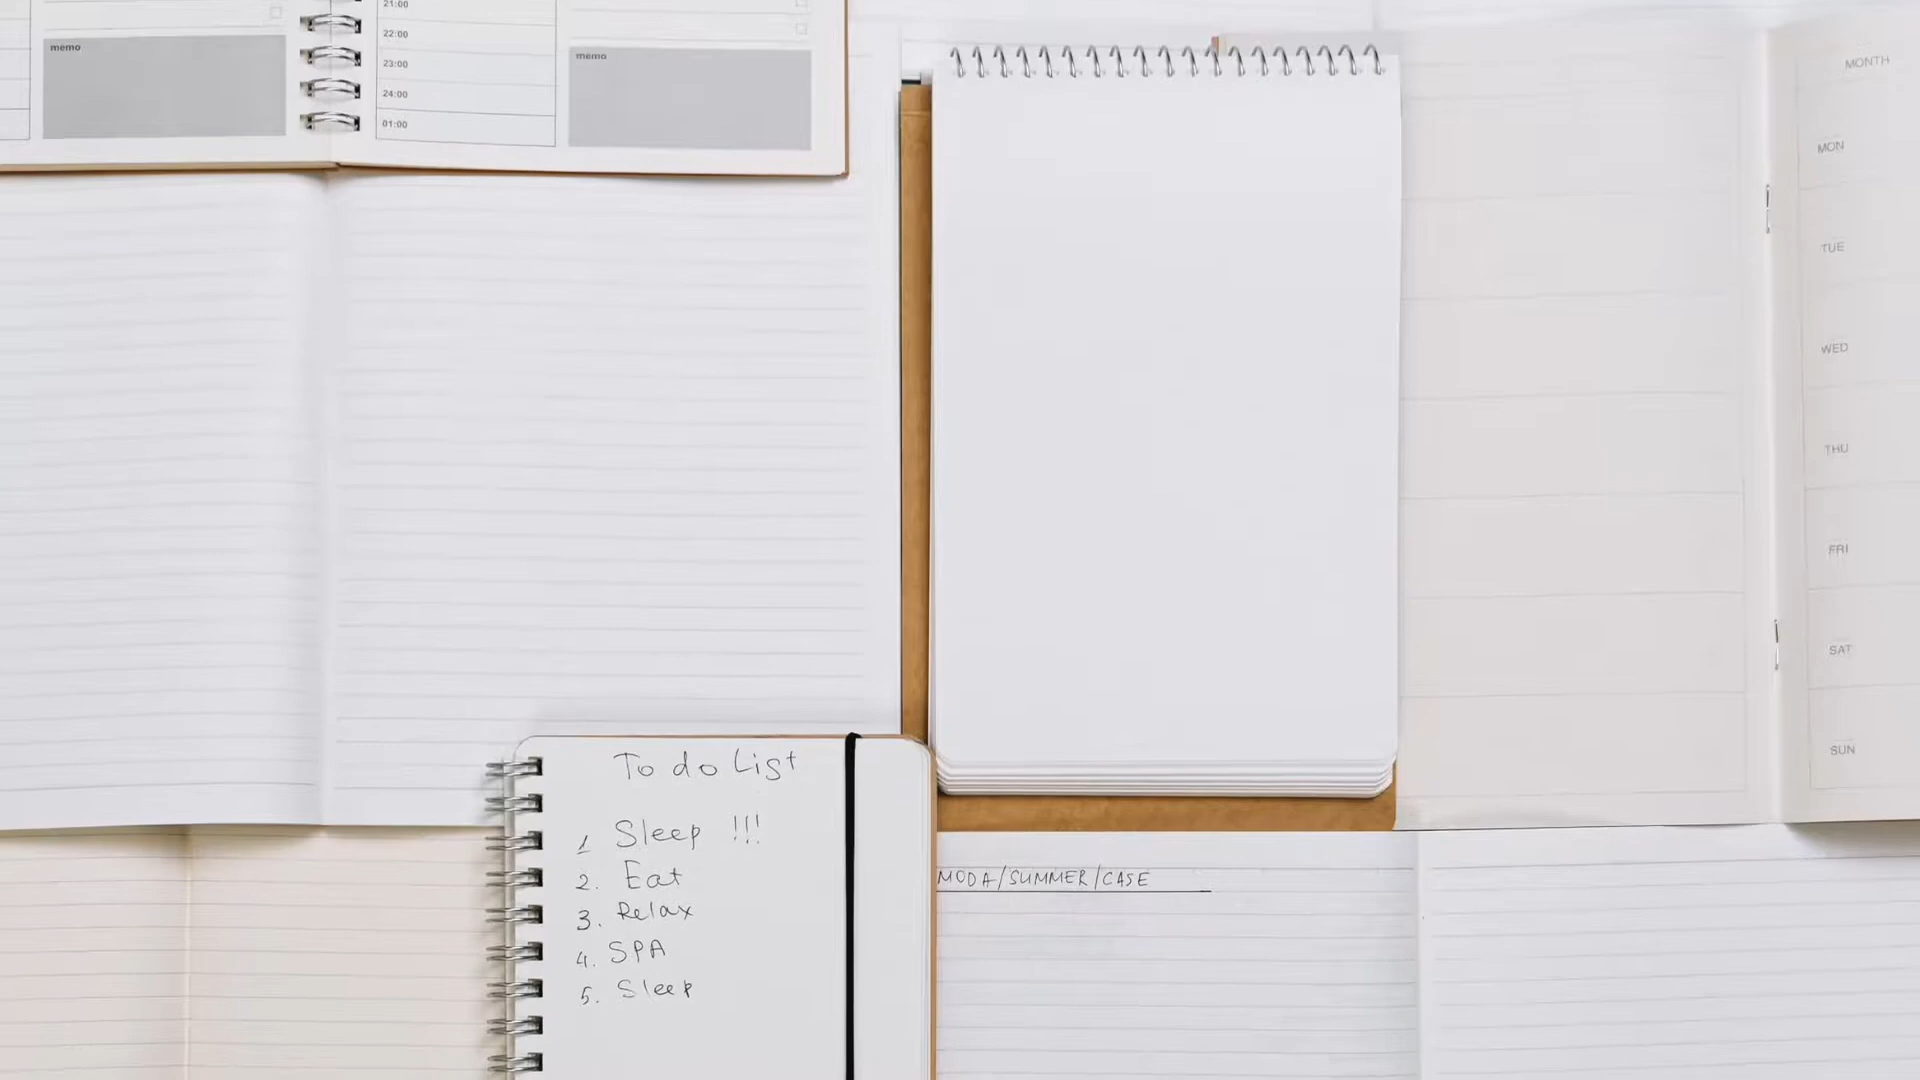 21:00
22:00
23:00
24:00
01:00
memo
memo
MONTH
MON
TUE
WED
THU
FRI
SAT
SUN
To do List
1 Sleep !!!
2. Eat
3. Relax
4. SPA
5. Sleep
MODA/SUMMER/CASE